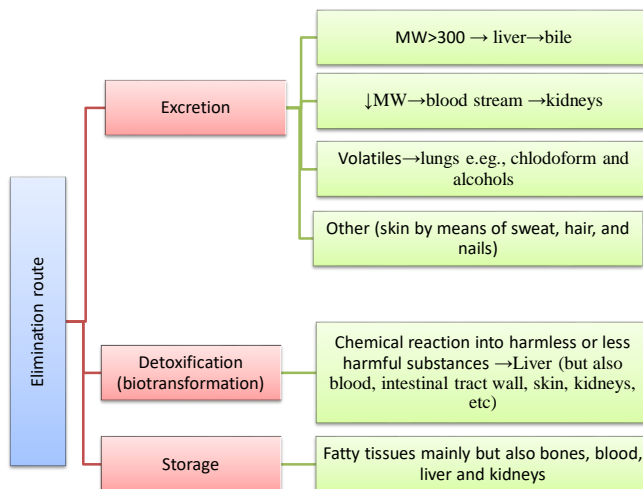 Elimination route
Excretion
MW>300 → liver→bile
↓MW→blood stream →kidneys
Volatiles→lungs e.eg., chlodoform and
alcohols
Other (skin by means of sweat, hair, and
nails)
Detoxification
(biotransformation)
Chemical reaction into harmless or less
harmful substances →Liver (but also
blood, intestinal tract wall, skin, kidneys,
etc)
Storage
Fatty tissues mainly but also bones, blood,
liver and kidneys